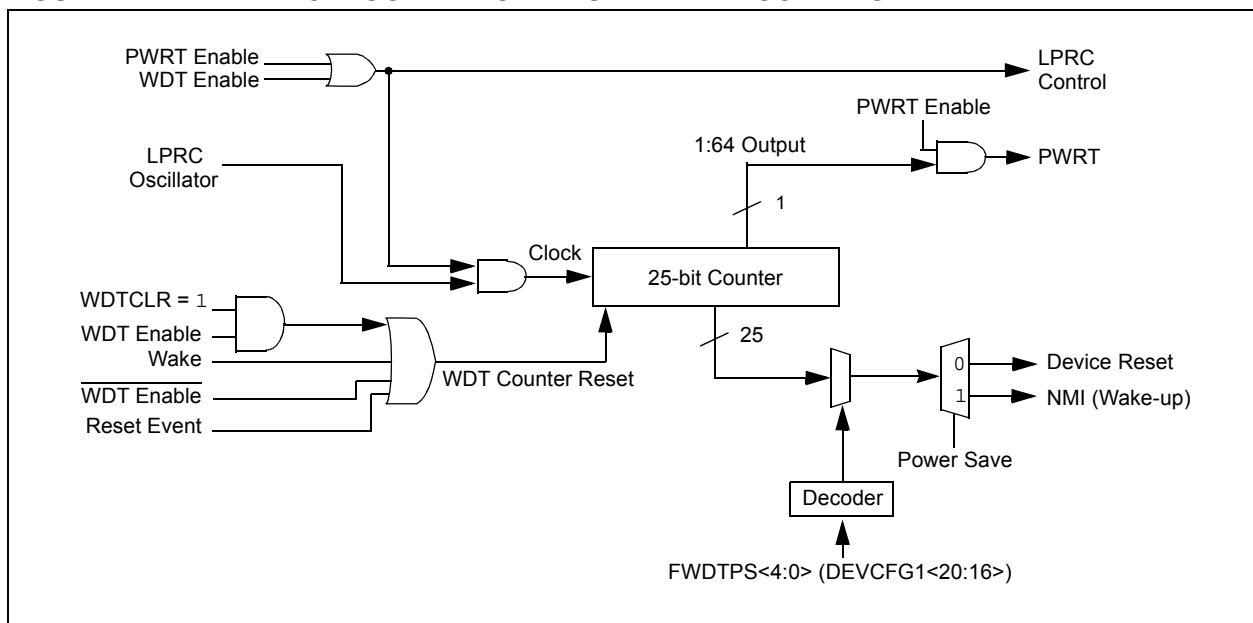 PWRT Enable
WDT Enable
LPRC
Control
PWRT Enable
1:64 Output
PWRT
LPRC
Oscillator
1
Clock
25-bit Counter
WDTCLR = 1
WDT Enable
Wake
WDT Enable
Reset Event
WDT Counter Reset
25
0
1
Device Reset
NMI (Wake-up)
Power Save
Decoder
FWDTPS<4:0> (DEVCFG1<20:16>)